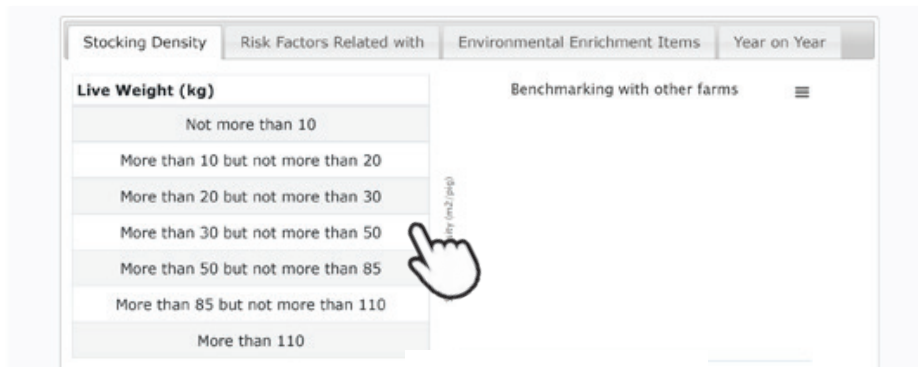 Stocking Density
Risk Factors Related with
Environmental Enrichment Items
Year on Year
Live Weight (kg)
Not more than 10
More than 10 but not more than 20
More than 20 but not more than 30
More than 30 but not more than 50
More than 50 but not more than 85
More than 85 but not more than 110
More than 110
Benchmarking with other farms
(m2/pig)